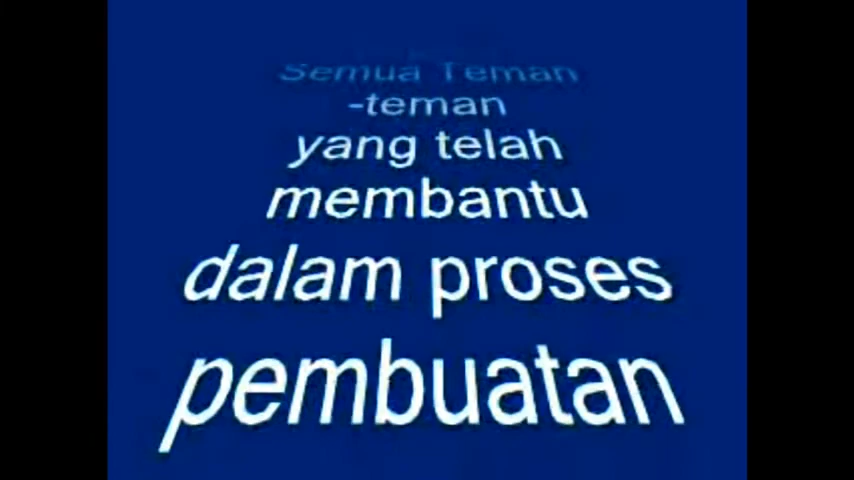 Semua Teman
-teman
yang telah
membantu
dalam proses
pembuatan